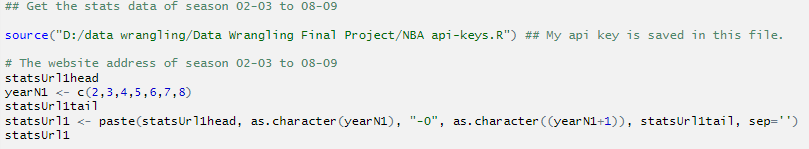 ## Get the stats data of season 02-03 to 08-09
source("D:/data wrangling/Data Wrangling Final Project/NBA api-keys.R") ## My api key is saved in this file.
# The website address of season 02-03 to 08-09
statsUrl1head
yearN1 <- c(2,3,4,5,6,7,8)
statsUrl1tail
statsUrl1 <- paste(statsUrl1head, as.character(yearN1), "-0", as.character((yearN1+1)), statsUrl1tail, sep='')
statsUrl1